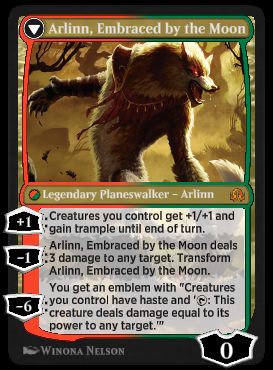 Arlinn, Embraced by the Moon
Legendary Planeswalker – Arlinn
+1
Creatures you control get +1/+1 and
gain trample until end of turn.
-1
Arlinn, Embraced by the Moon deals
3 damage to any target. Transform
Arlinn, Embraced by the Moon.
-6
You get an emblem with "Creatures
you control have haste and ': This
creature deals damage equal to its
power to any target.'"
0
Winona Nelson